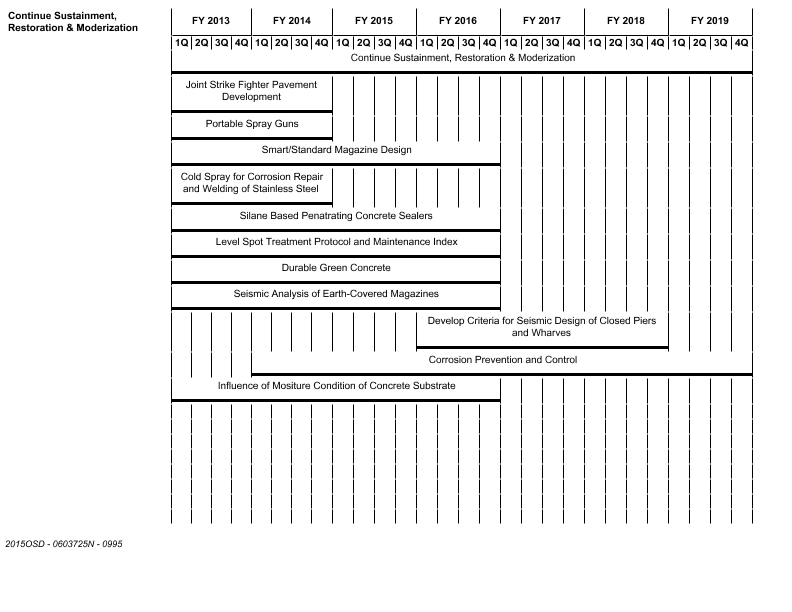 Continue Sustainment,
Restoration & Moderization
FY 2013 FY 2014 FY 2015 FY 2016 FY 2017 FY 2018 FY 2019
1Q 2Q 3Q 4Q 1Q 2Q 3Q 4Q 1Q 2Q 3Q 4Q 1Q 2Q 3Q 4Q 1Q 2Q 3Q 4Q 1Q 2Q 3Q 4Q 1Q 2Q 3Q 4Q
Continue Sustainment, Restoration & Moderization
Joint Strike Fighter Pavement
Development
Portable Spray Guns
Smart/Standard Magazine Design
Cold Spray for Corrosion Repair
and Welding of Stainless Steel
Silane Based Penatrating Concrete Sealers
Level Spot Treatment Protocol and Maintenance Index
Durable Green Concrete
Seismic Analysis of Earth-Covered Magazines
Develop Criteria for Seismic Design of Closed Piers
and Wharves
Corrosion Prevention and Control
Influence of Mositure Condition of Concrete Substrate
2015OSD - 0603725N - 0995